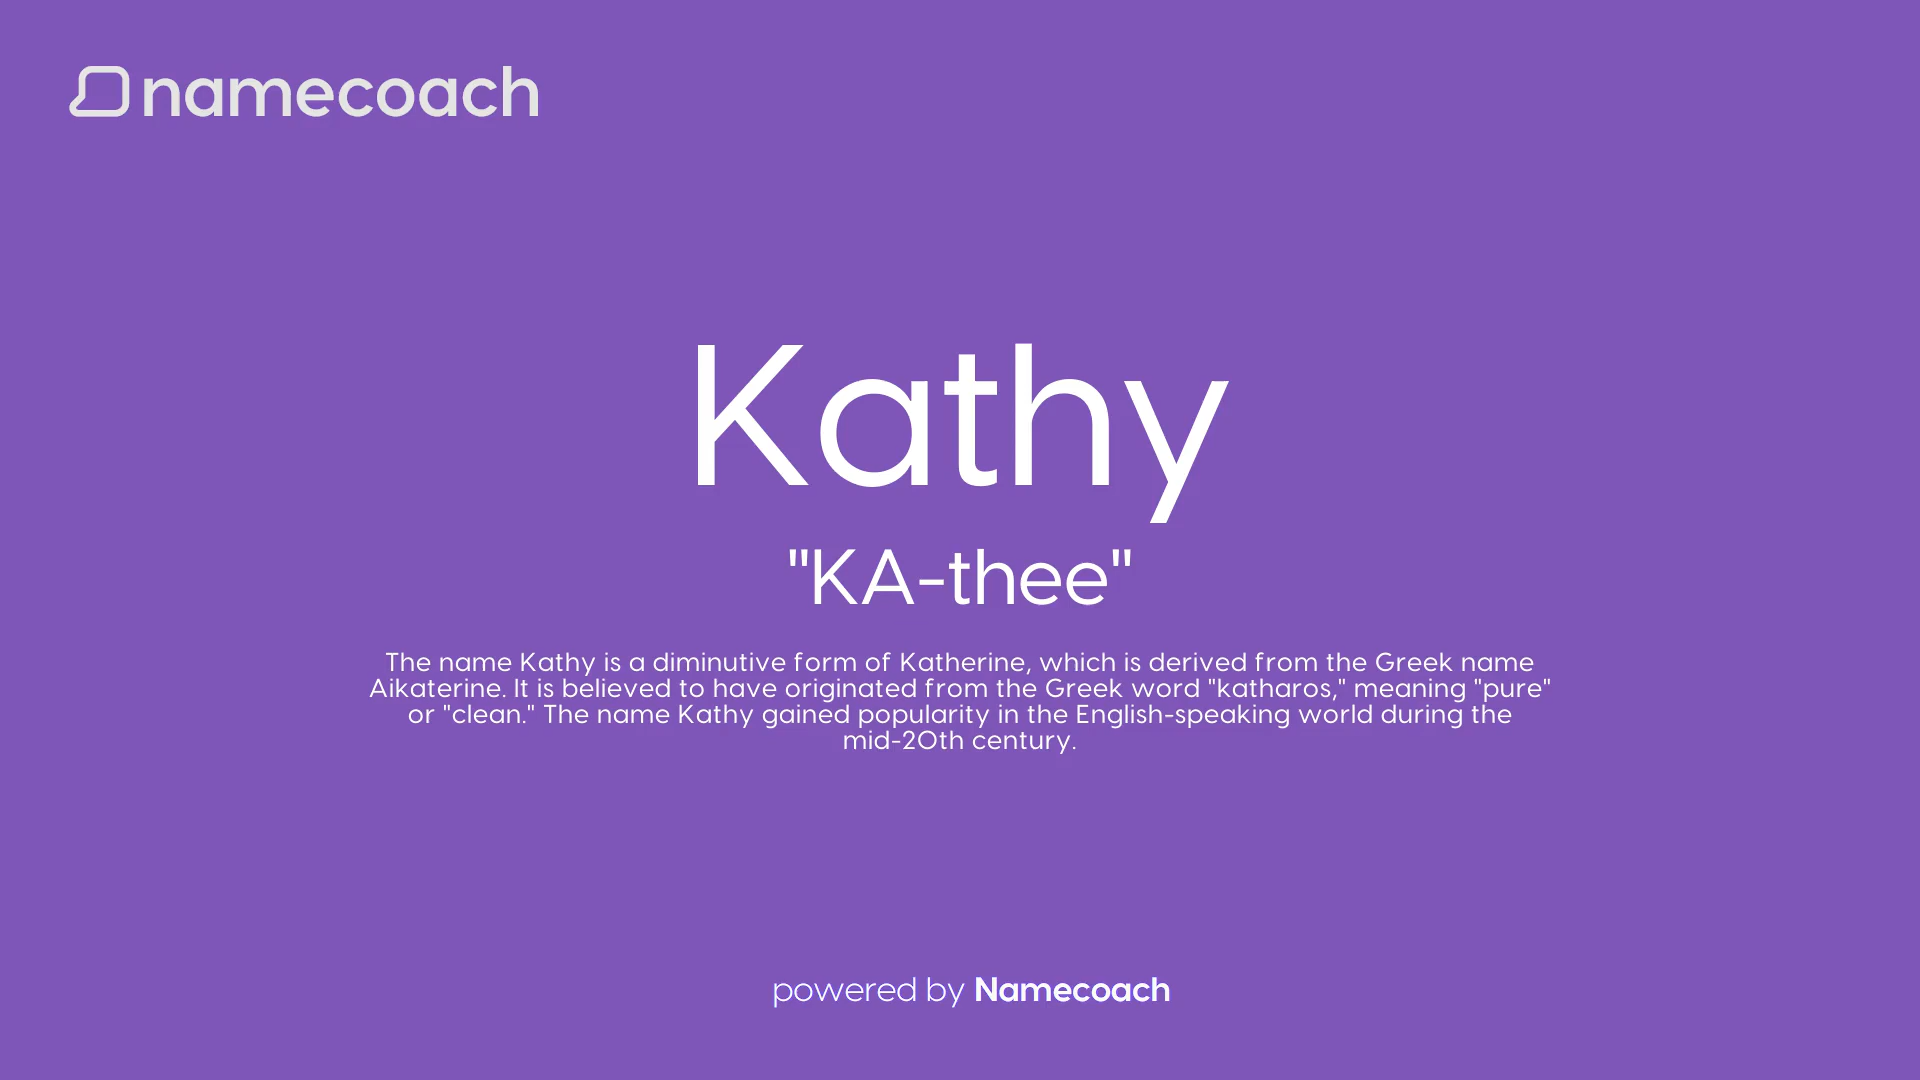 namecoach
Kathy
"KA-thee"
The name Kathy is a diminutive form of Katherine, which is derived from the Greek name
Aikaterine. It is believed to have originated from the Greek word "katharos," meaning "pure"
or "clean." The name Kathy gained popularity in the English-speaking world during the
mid-20th century.
powered by Namecoach